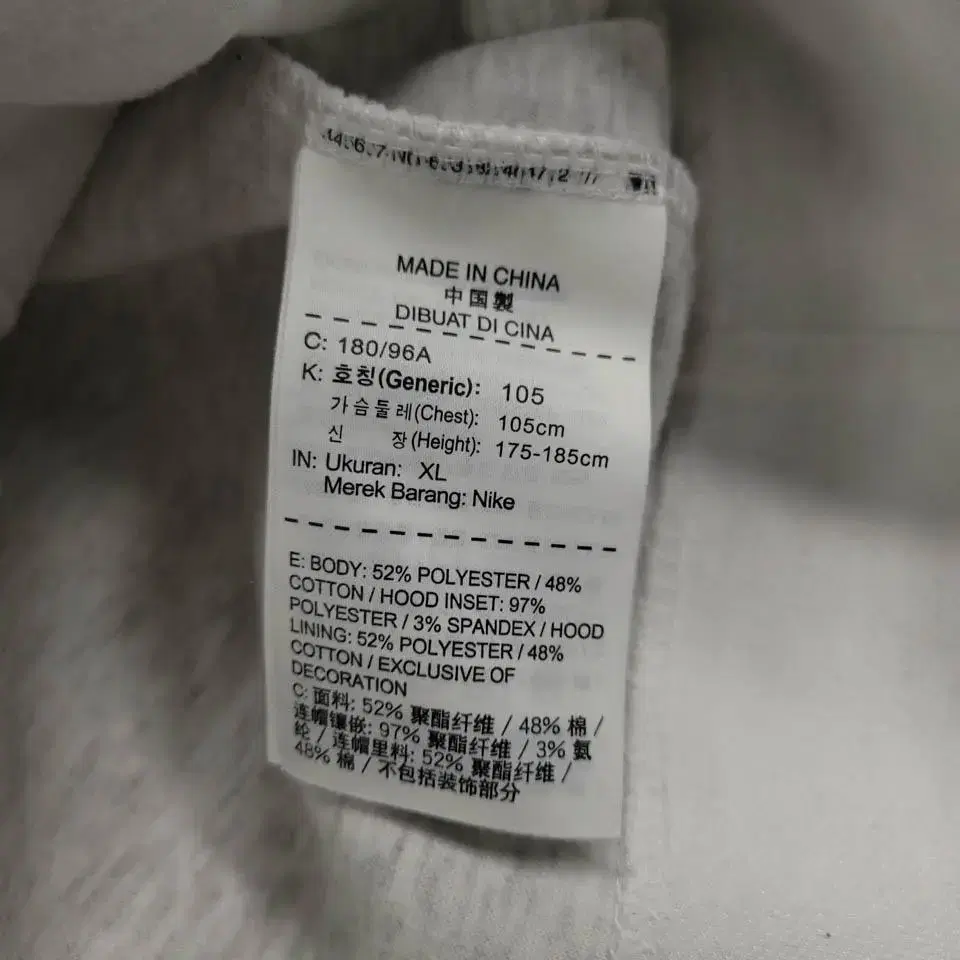 MADE IN CHINA
中国製
DIBUAT DI CINA
C: 180/96A
K: 호칭(Generic): 105
가슴둘레(Chest): 105cm
신 장(Height): 175-185cm
IN: Ukuran: XL
Merek Barang: Nike
E: BODY: 52% POLYESTER / 48%
COTTON / HOOD INSET: 97%
POLYESTER / 3% SPANDEX / HOOD
LINING: 52% POLYESTER / 48%
COTTON / EXCLUSIVE OF
DECORATION
C: 面料: 52% 聚酯纤维 / 48% 棉 /
连帽镶嵌: 97% 聚酯纤维 / 3% 氨
纶 / 连帽里料: 52% 聚酯纤维 /
48% 棉 / 不包括装饰部分